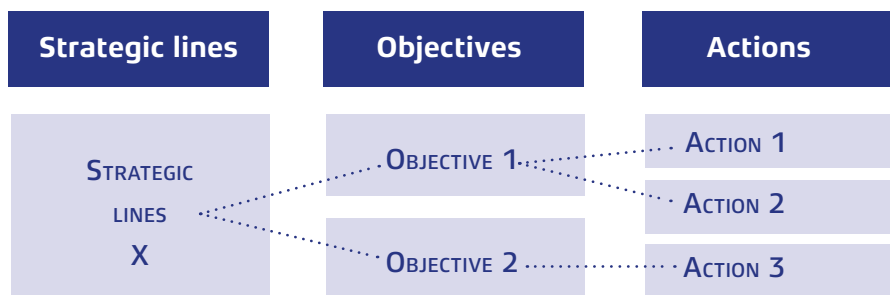 Strategic lines
Objectives
Actions
Strategic
lines
X
Objective 1
Objective 2
Action 1
Action 2
Action 3